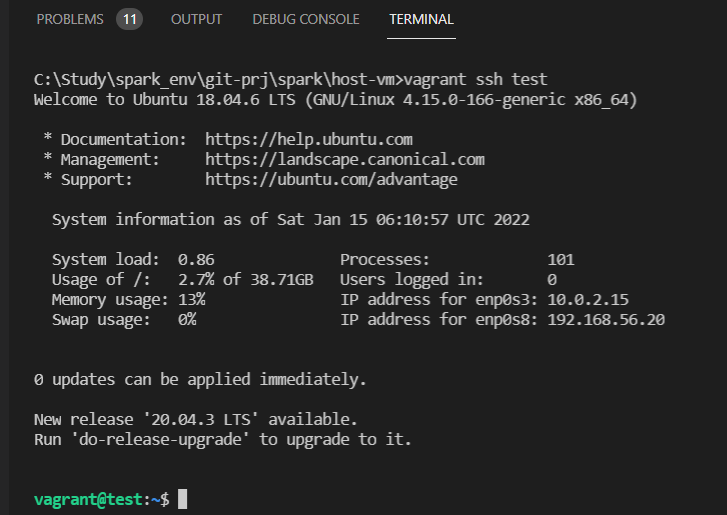 PROBLEMS 11 OUTPUT DEBUG CONSOLE TERMINAL
C:\Study\spark_env\git-prj\spark\host-vm>vagrant ssh test
Welcome to Ubuntu 18.04.6 LTS (GNU/Linux 4.15.0-166-generic x86_64)
* Documentation: https://help.ubuntu.com
* Management: https://landscape.canonical.com
* Support: https://ubuntu.com/advantage
System information as of Sat Jan 15 06:10:57 UTC 2022
System load: 0.86 Processes: 101
Usage of /: 2.7% of 38.71GB Users logged in: 0
Memory usage: 13% IP address for enp0s3: 10.0.2.15
Swap usage: 0% IP address for enp0s8: 192.168.56.20
0 updates can be applied immediately.
New release '20.04.3 LTS' available.
Run 'do-release-upgrade' to upgrade to it.
vagrant@test:~$